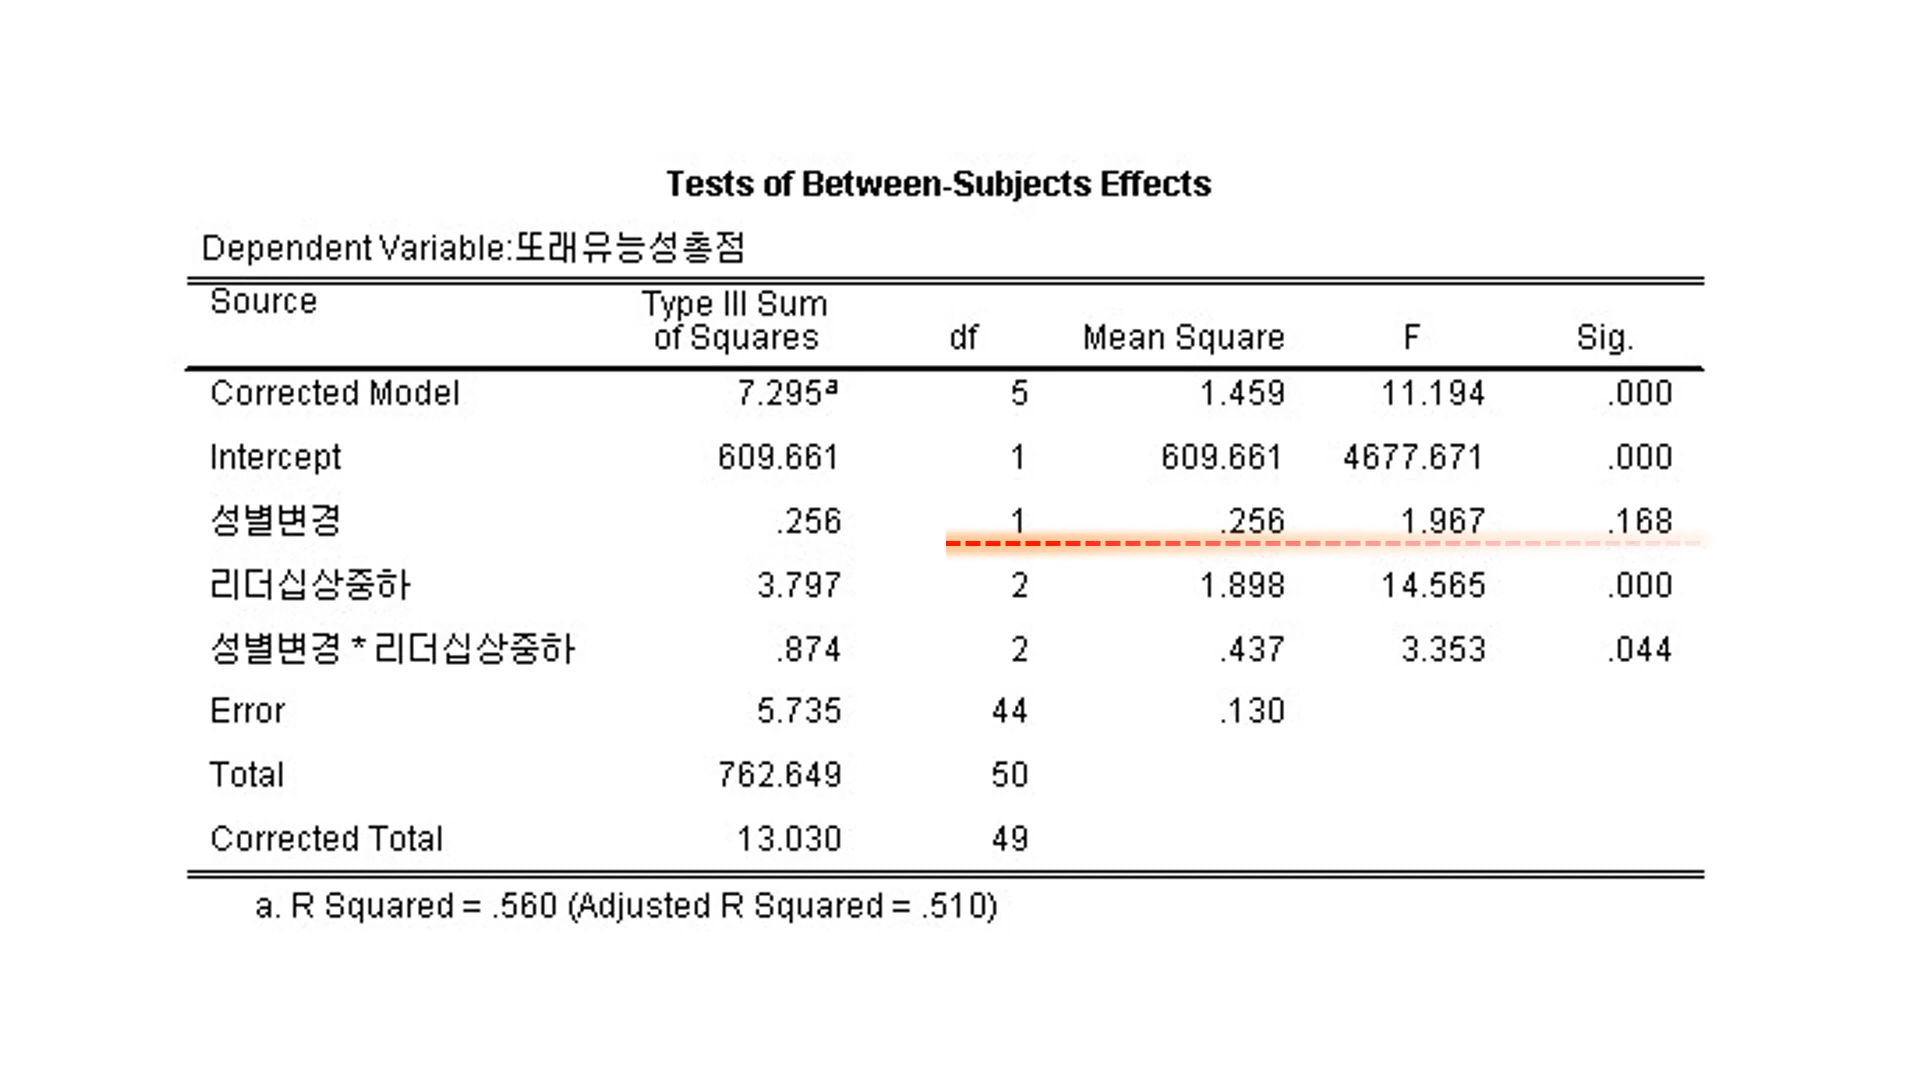 Tests of Between-Subjects Effects
Dependent Variable:또래유능성총점
Source Type III Sum of Squares df Mean Square F Sig.
Corrected Model 7.295a 5 1.459 11.194 .000
Intercept 609.661 1 609.661 4677.671 .000
성별변경 .256 1 .256 1.967 .168
리더십상중하 3.797 2 1.898 14.565 .000
성별변경 * 리더십상중하 .874 2 .437 3.353 .044
Error 5.735 44 .130
Total 762.649 50
Corrected Total 13.030 49
a. R Squared = .560 (Adjusted R Squared = .510)